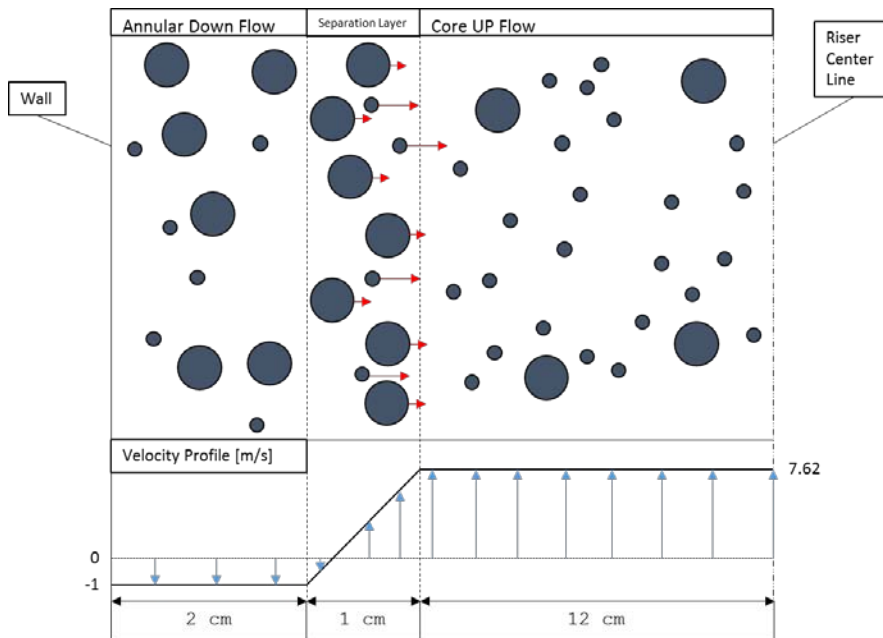 Annular Down Flow
Separation Layer
Core UP Flow
Riser
Center
Line
Wall
Velocity Profile [m/s]
7.62
0
-1
2 cm
1 cm
12 cm